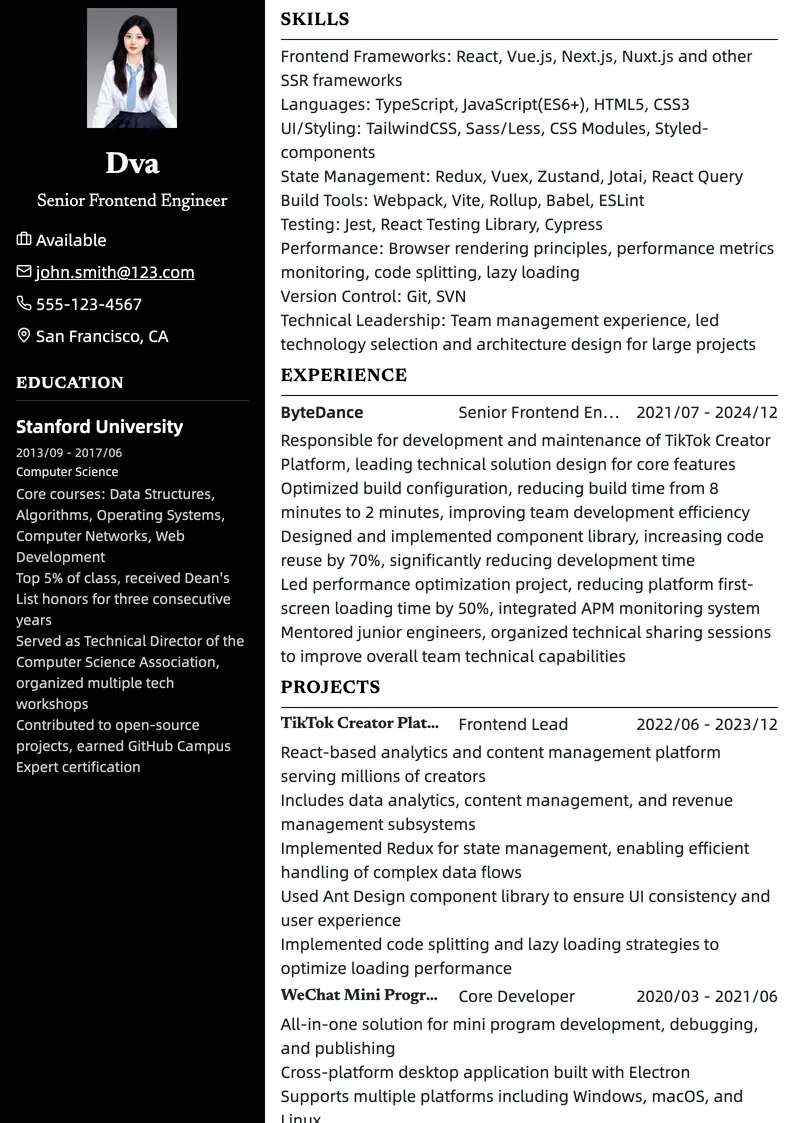 Dva
Senior Frontend Engineer
Available
john.smith@123.com
555-123-4567
San Francisco, CA
EDUCATION
Stanford University
2013/09 - 2017/06
Computer Science
Core courses: Data Structures,
Algorithms, Operating Systems,
Computer Networks, Web
Development
Top 5% of class, received Dean's
List honors for three consecutive
years
Served as Technical Director of the
Computer Science Association,
organized multiple tech
workshops
Contributed to open-source
projects, earned GitHub Campus
Expert certification
SKILLS
Frontend Frameworks: React, Vue.js, Next.js, Nuxt.js and other
SSR frameworks
Languages: TypeScript, JavaScript(ES6+), HTML5, CSS3
UI/Styling: TailwindCSS, Sass/Less, CSS Modules, Styled-
components
State Management: Redux, Vuex, Zustand, Jotai, React Query
Build Tools: Webpack, Vite, Rollup, Babel, ESLint
Testing: Jest, React Testing Library, Cypress
Performance: Browser rendering principles, performance metrics
monitoring, code splitting, lazy loading
Version Control: Git, SVN
Technical Leadership: Team management experience, led
technology selection and architecture design for large projects
EXPERIENCE
ByteDance Senior Frontend En... 2021/07 - 2024/12
Responsible for development and maintenance of TikTok Creator
Platform, leading technical solution design for core features
Optimized build configuration, reducing build time from 8
minutes to 2 minutes, improving team development efficiency
Designed and implemented component library, increasing code
reuse by 70%, significantly reducing development time
Led performance optimization project, reducing platform first-
screen loading time by 50%, integrated APM monitoring system
Mentored junior engineers, organized technical sharing sessions
to improve overall team technical capabilities
PROJECTS
TikTok Creator Plat... Frontend Lead 2022/06 - 2023/12
React-based analytics and content management platform
serving millions of creators
Includes data analytics, content management, and revenue
management subsystems
Implemented Redux for state management, enabling efficient
handling of complex data flows
Used Ant Design component library to ensure UI consistency and
user experience
Implemented code splitting and lazy loading strategies to
optimize loading performance
WeChat Mini Progr... Core Developer 2020/03 - 2021/06
All-in-one solution for mini program development, debugging,
and publishing
Cross-platform desktop application built with Electron
Supports multiple platforms including Windows, macOS, and
Linux